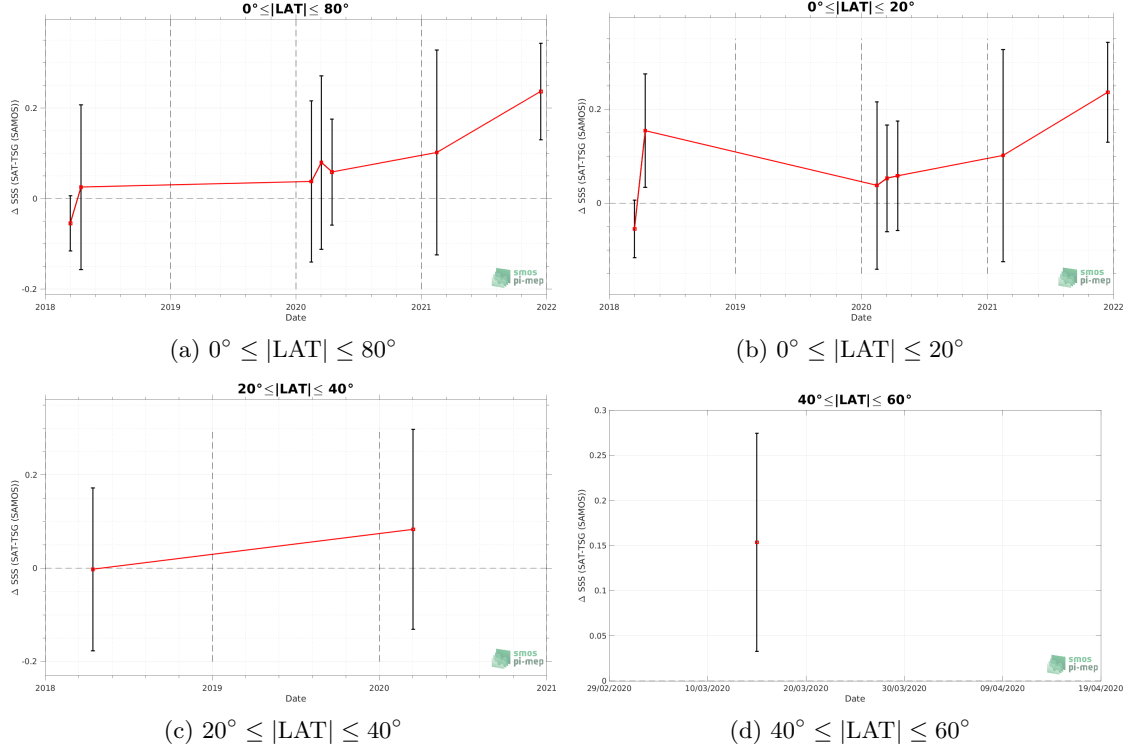 0°≤|LAT|≤ 80°
Δ SSS (SAT-TSG (SAMOS))
0.2
0
-0.2
2018 2019 2020 2021 2022
Date
smos
pi-mep
(a) 0° ≤ |LAT| ≤ 80°
0°≤|LAT|≤ 20°
Δ SSS (SAT-TSG (SAMOS))
0.2
0
2018 2019 2020 2021 2022
Date
smos
pi-mep
(b) 0° ≤ |LAT| ≤ 20°
20°≤|LAT|≤ 40°
Δ SSS (SAT-TSG (SAMOS))
0.2
0
-0.2
2018 2019 2020 2021
Date
smos
pi-mep
(c) 20° ≤ |LAT| ≤ 40°
40°≤|LAT|≤ 60°
Δ SSS (SAT-TSG (SAMOS))
0.3
0.25
0.2
0.15
0.1
0.05
0
29/02/2020 10/03/2020 20/03/2020 30/03/2020 09/04/2020 19/04/2020
Date
smos
pi-mep
(d) 40° ≤ |LAT| ≤ 60°